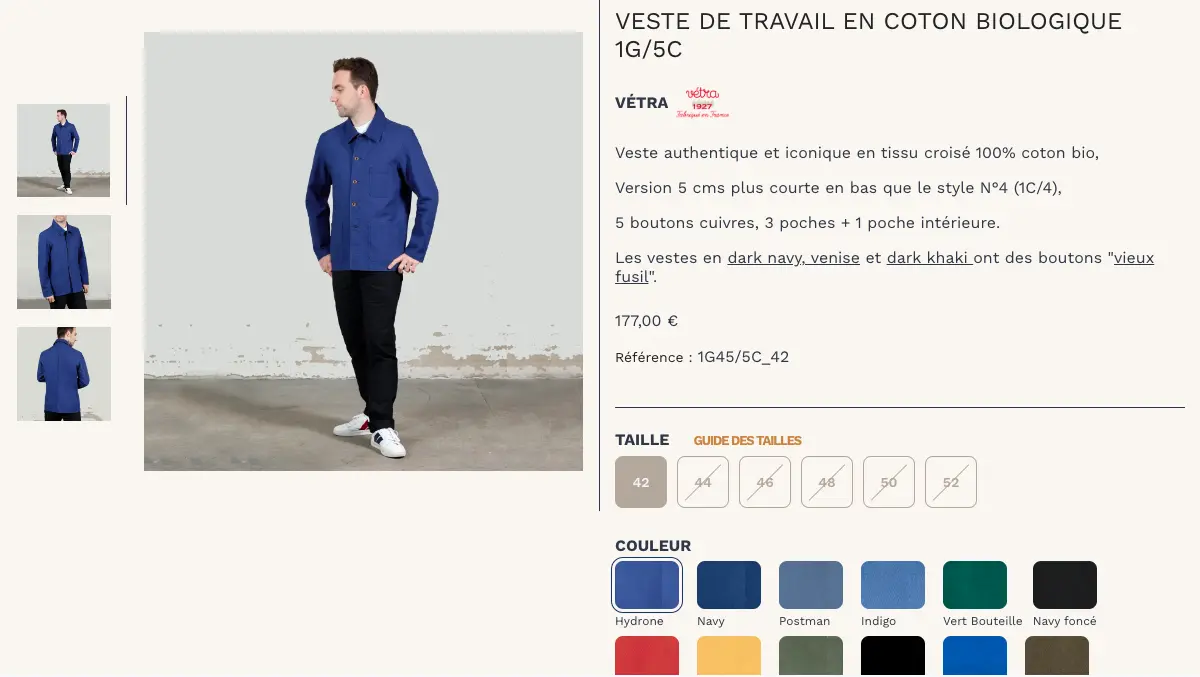 VESTE DE TRAVAIL EN COTON BIOLOGIQUE
1G/5C
VÉTRA
vétra
1927
Fabriqué en France
Veste authentique et iconique en tissu croisé 100% coton bio,
Version 5 cms plus courte en bas que le style N°4 (1C/4),
5 boutons cuivres, 3 poches + 1 poche intérieure.
Les vestes en dark navy, venise et dark khaki ont des boutons "vieux
fusil".
177,00 €
Référence : 1G45/5C_42
TAILLE GUIDE DES TAILLES
42 44 46 48 50 52
COULEUR
Hydrone Navy Postman Indigo Vert Bouteille Navy foncé